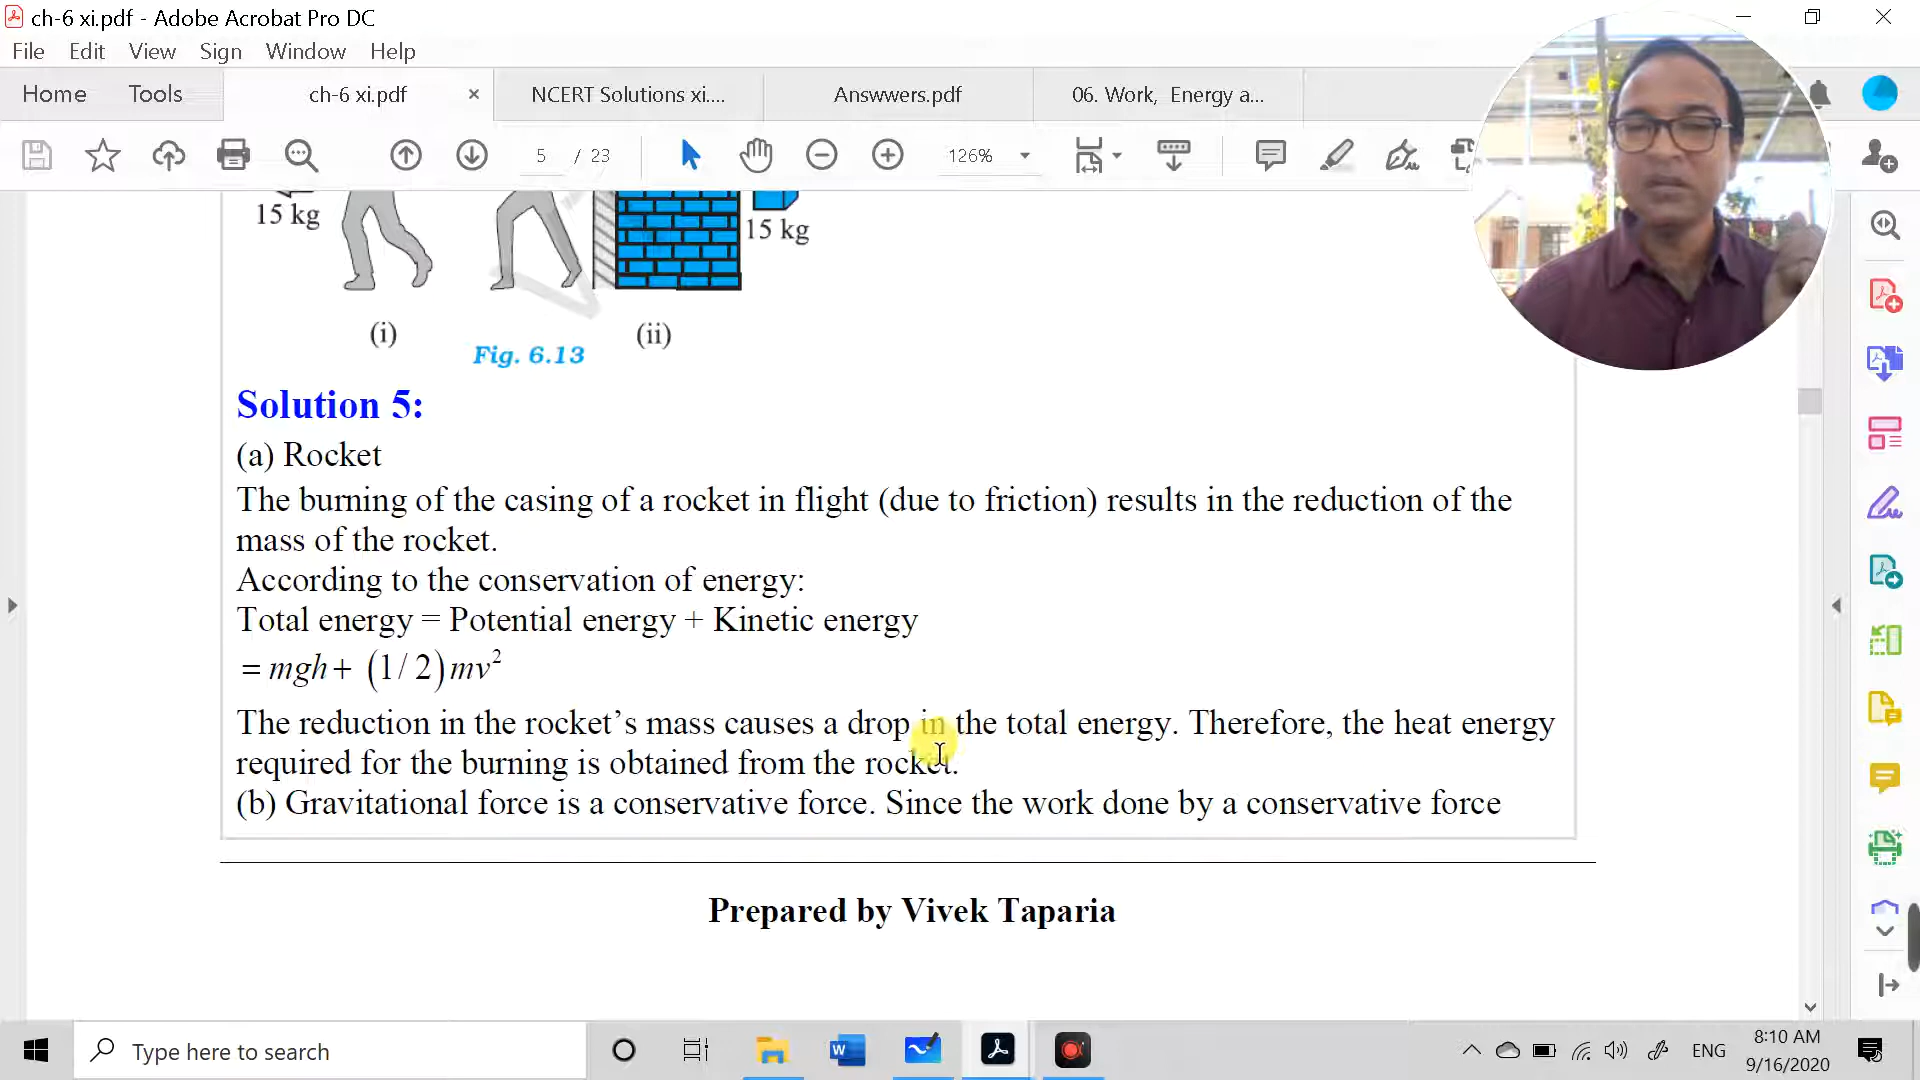 ch-6 xi.pdf - Adobe Acrobat Pro DC
File Edit View Sign Window Help
Home Tools ch-6 xi.pdf × NCERT Solutions xi.... Answwers.pdf 06. Work, Energy a...
5 / 23 126%
15 kg
15 kg
(i) (ii)
Fig. 6.13
Solution 5:
(a) Rocket
The burning of the casing of a rocket in flight (due to friction) results in the reduction of the
mass of the rocket.
According to the conservation of energy:
Total energy = Potential energy + Kinetic energy
= mgh + (1/2) mv²
The reduction in the rocket’s mass causes a drop in the total energy. Therefore, the heat energy
required for the burning is obtained from the rocket.
(b) Gravitational force is a conservative force. Since the work done by a conservative force
Prepared by Vivek Taparia
Type here to search
ENG
8:10 AM
9/16/2020